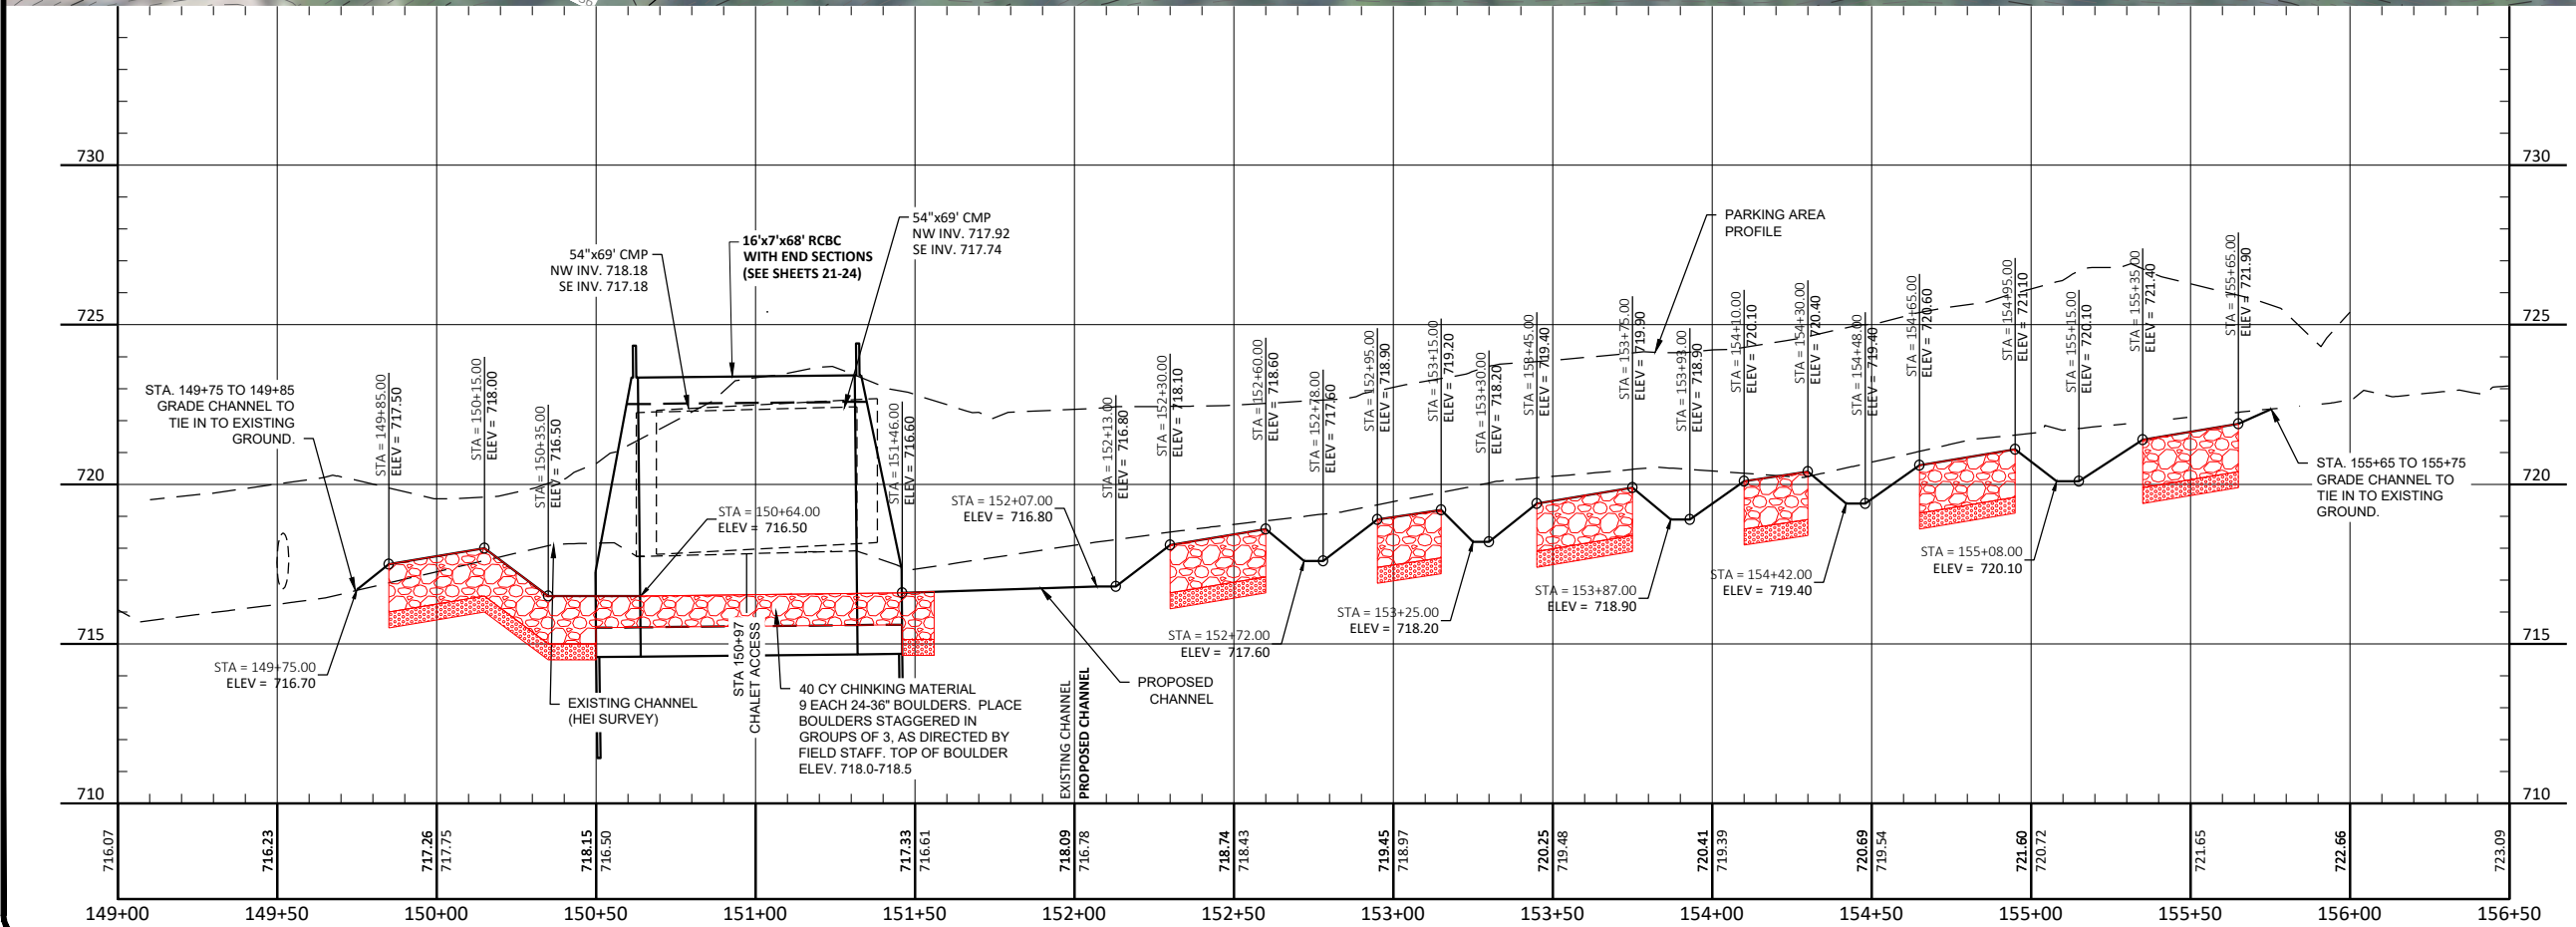 730
725
720
715
710
730
725
720
715
710
STA. 149+75 TO 149+85
GRADE CHANNEL TO
TIE IN TO EXISTING
GROUND.
STA = 149+75.00
ELEV = 716.70
STA = 149+85.00
ELEV = 717.50
STA = 150+15.00
ELEV = 718.00
STA = 150+35.00
ELEV = 716.50
EXISTING CHANNEL
(HEI SURVEY)
54"x69' CMP
NW INV. 718.18
SE INV. 717.18
16'x7'x68' RCBC
WITH END SECTIONS
(SEE SHEETS 21-24)
54"x69' CMP
NW INV. 717.92
SE INV. 717.74
STA = 150+64.00
ELEV = 716.50
STA 150+97
CHALET ACCESS
40 CY CHINKING MATERIAL
9 EACH 24-36" BOULDERS. PLACE
BOULDERS STAGGERED IN
GROUPS OF 3, AS DIRECTED BY
FIELD STAFF. TOP OF BOULDER
ELEV. 718.0-718.5
STA = 151+46.00
ELEV = 716.60
STA = 152+07.00
ELEV = 716.80
EXISTING CHANNEL
PROPOSED CHANNEL
PROPOSED
CHANNEL
STA = 152+13.00
ELEV = 716.80
STA = 152+30.00
ELEV = 718.10
STA = 152+60.00
ELEV = 718.60
STA = 152+72.00
ELEV = 717.60
STA = 152+78.00
ELEV = 717.60
STA = 152+95.00
ELEV = 718.90
STA = 153+15.00
ELEV = 719.20
STA = 153+25.00
ELEV = 718.20
STA = 153+30.00
ELEV = 718.20
STA = 153+45.00
ELEV = 719.40
STA = 153+75.00
ELEV = 719.90
STA = 153+87.00
ELEV = 718.90
STA = 153+93.00
ELEV = 718.90
PARKING AREA
PROFILE
STA = 154+10.00
ELEV = 720.10
STA = 154+30.00
ELEV = 720.40
STA = 154+42.00
ELEV = 719.40
STA = 154+48.00
ELEV = 719.40
STA = 154+65.00
ELEV = 720.60
STA = 154+95.00
ELEV = 721.10
STA = 155+08.00
ELEV = 720.10
STA = 155+15.00
ELEV = 720.10
STA = 155+35.00
ELEV = 721.40
STA = 155+65.00
ELEV = 721.90
STA. 155+65 TO 155+75
GRADE CHANNEL TO
TIE IN TO EXISTING
GROUND.
716.07
716.23
717.26
717.75
718.15
716.50
717.33
716.61
718.09
716.78
718.74
718.43
719.45
718.97
720.25
719.48
720.41
719.39
720.69
719.54
721.60
720.72
721.65
722.66
723.09
149+00
149+50
150+00
150+50
151+00
151+50
152+00
152+50
153+00
153+50
154+00
154+50
155+00
155+50
156+00
156+50